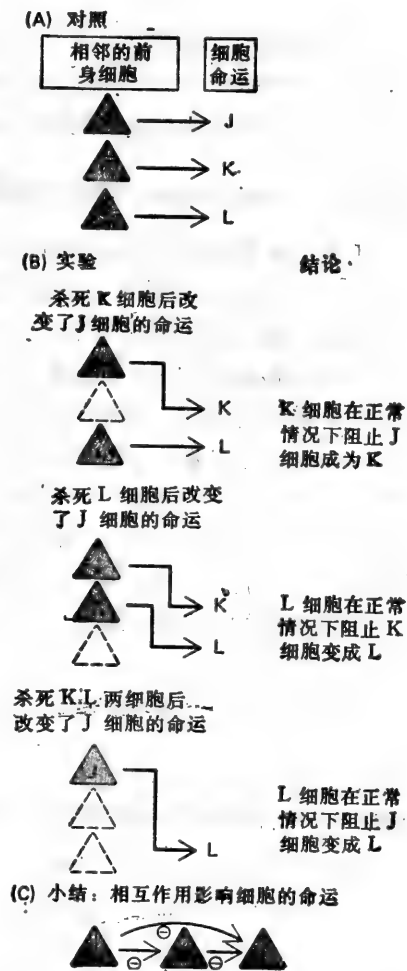 (A) 对照
相邻的前
身细胞
细胞
命运
J
K
L
(B) 实验
结论
杀死 K 细胞后改
变了 J 细胞的命运
K
L
K 细胞在正常
情况下阻止 J
细胞成为 K
杀死 L 细胞后改变
了 J 细胞的命运
K
L
L 细胞在正常
情况下阻止 K
细胞变成 L
杀死 K L 两细胞后
改变了 J 细胞的命运
J
L
L 细胞在正常
情况下阻止 J
细胞变成 L
(C) 小结：相互作用影响细胞的命运
⊖
⊖ ⊖